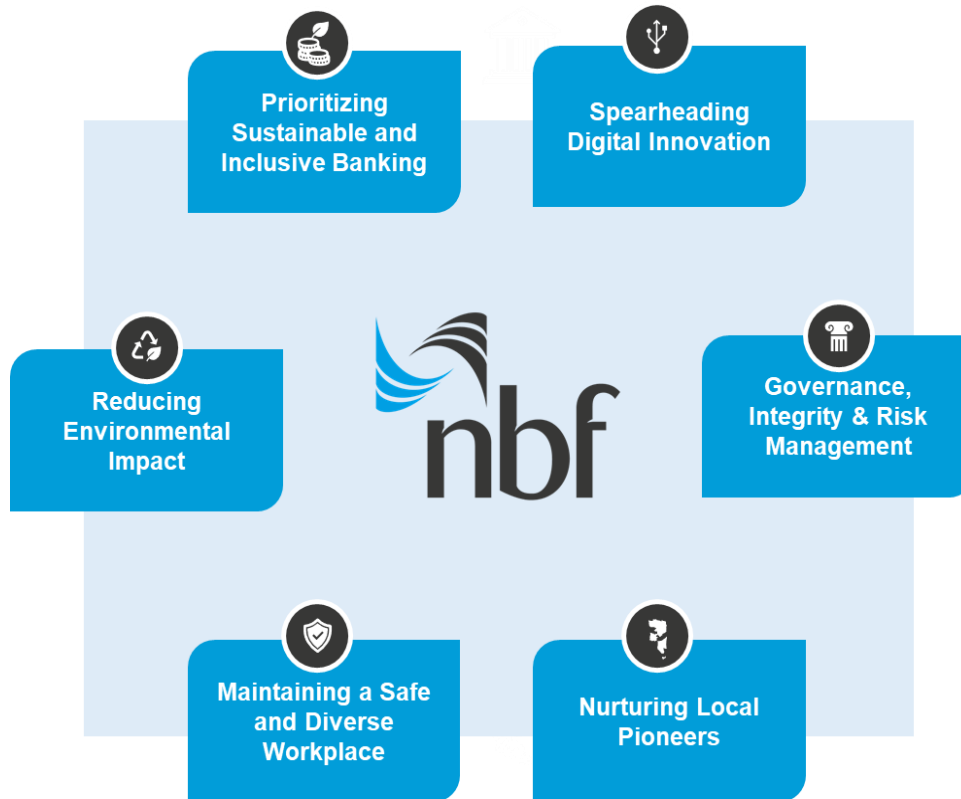 Prioritizing
Sustainable and
Inclusive Banking
Spearheading
Digital Innovation
Reducing
Environmental
Impact
nbf
Governance,
Integrity & Risk
Management
Maintaining a Safe
and Diverse
Workplace
Nurturing Local
Pioneers